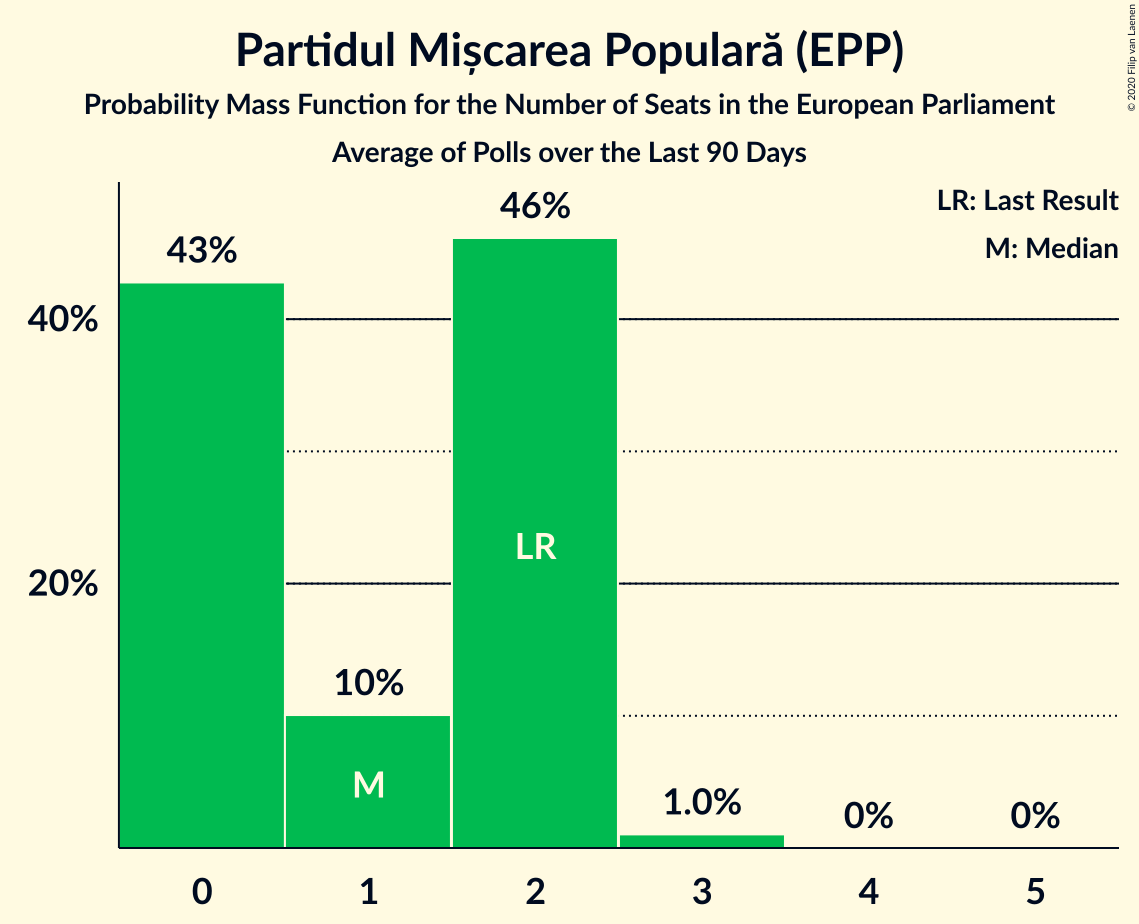 Partidul Mișcarea Populară (EPP)
Probability Mass Function for the Number of Seats in the European Parliament
Average of Polls over the Last 90 Days
© 2020 Filip van Laenen
LR: Last Result
M: Median
43%
46%
40%
LR
20%
10%
M
1.0%
0%
0%
0 1 2 3 4 5